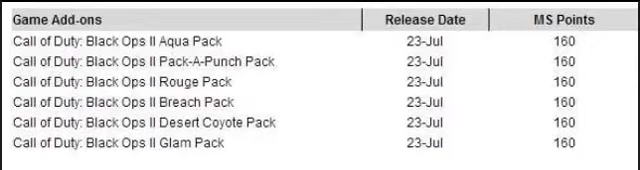 Game Add-ons Release Date MS Points
Call of Duty: Black Ops II Aqua Pack 23-Jul 160
Call of Duty: Black Ops II Pack-A-Punch Pack 23-Jul 160
Call of Duty: Black Ops II Rouge Pack 23-Jul 160
Call of Duty: Black Ops II Breach Pack 23-Jul 160
Call of Duty: Black Ops II Desert Coyote Pack 23-Jul 160
Call of Duty: Black Ops II Glam Pack 23-Jul 160